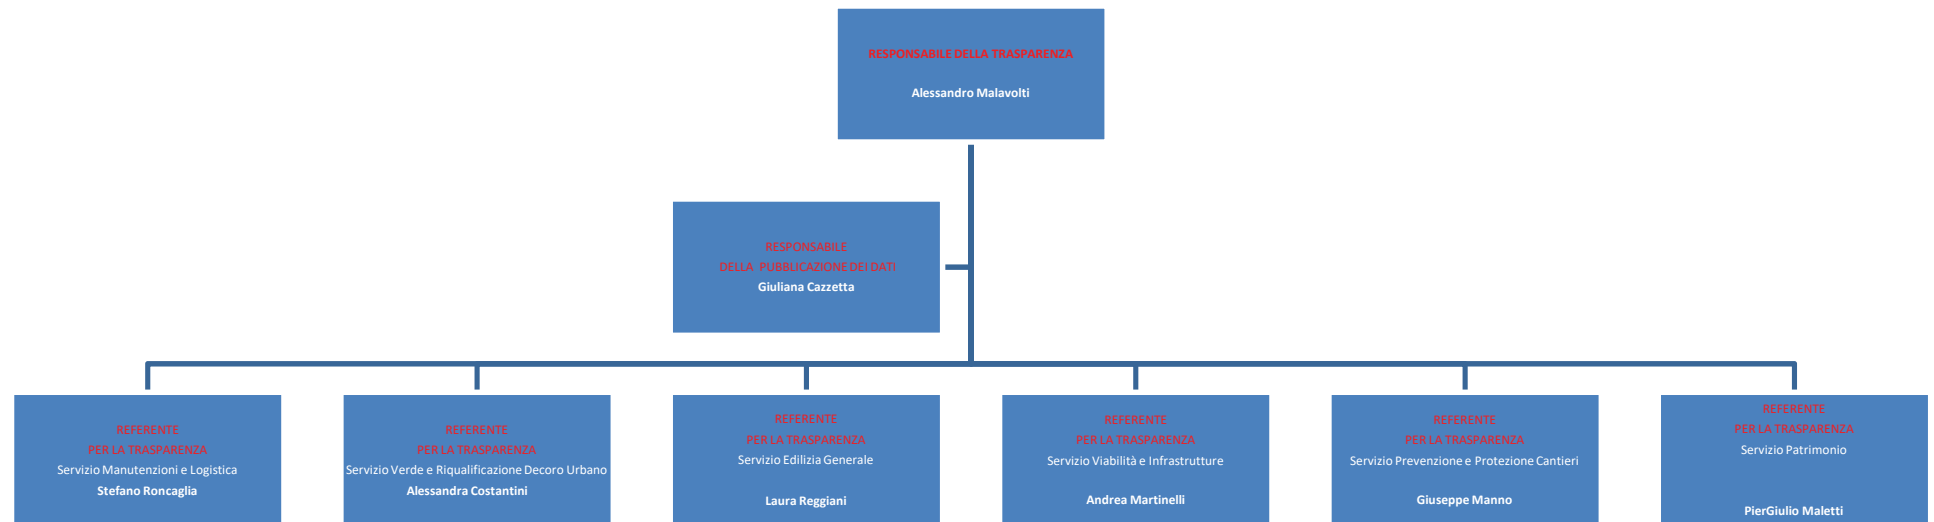 RESPONSABILE DELLA TRASPARENZA
Alessandro Malavolti
RESPONSABILE
DELLA PUBBLICAZIONE DEI DATI
Giuliana Cazzetta
REFERENTE
PER LA TRASPARENZA
Servizio Manutenzioni e Logistica
Stefano Roncaglia
REFERENTE
PER LA TRASPARENZA
Servizio Verde e Riqualificazione Decoro Urbano
Alessandra Costantini
REFERENTE
PER LA TRASPARENZA
Servizio Edilizia Generale
Laura Reggiani
REFERENTE
PER LA TRASPARENZA
Servizio Viabilità e Infrastrutture
Andrea Martinelli
REFERENTE
PER LA TRASPARENZA
Servizio Prevenzione e Protezione Cantieri
Giuseppe Manno
REFERENTE
PER LA TRASPARENZA
Servizio Patrimonio
PierGiulio Maletti